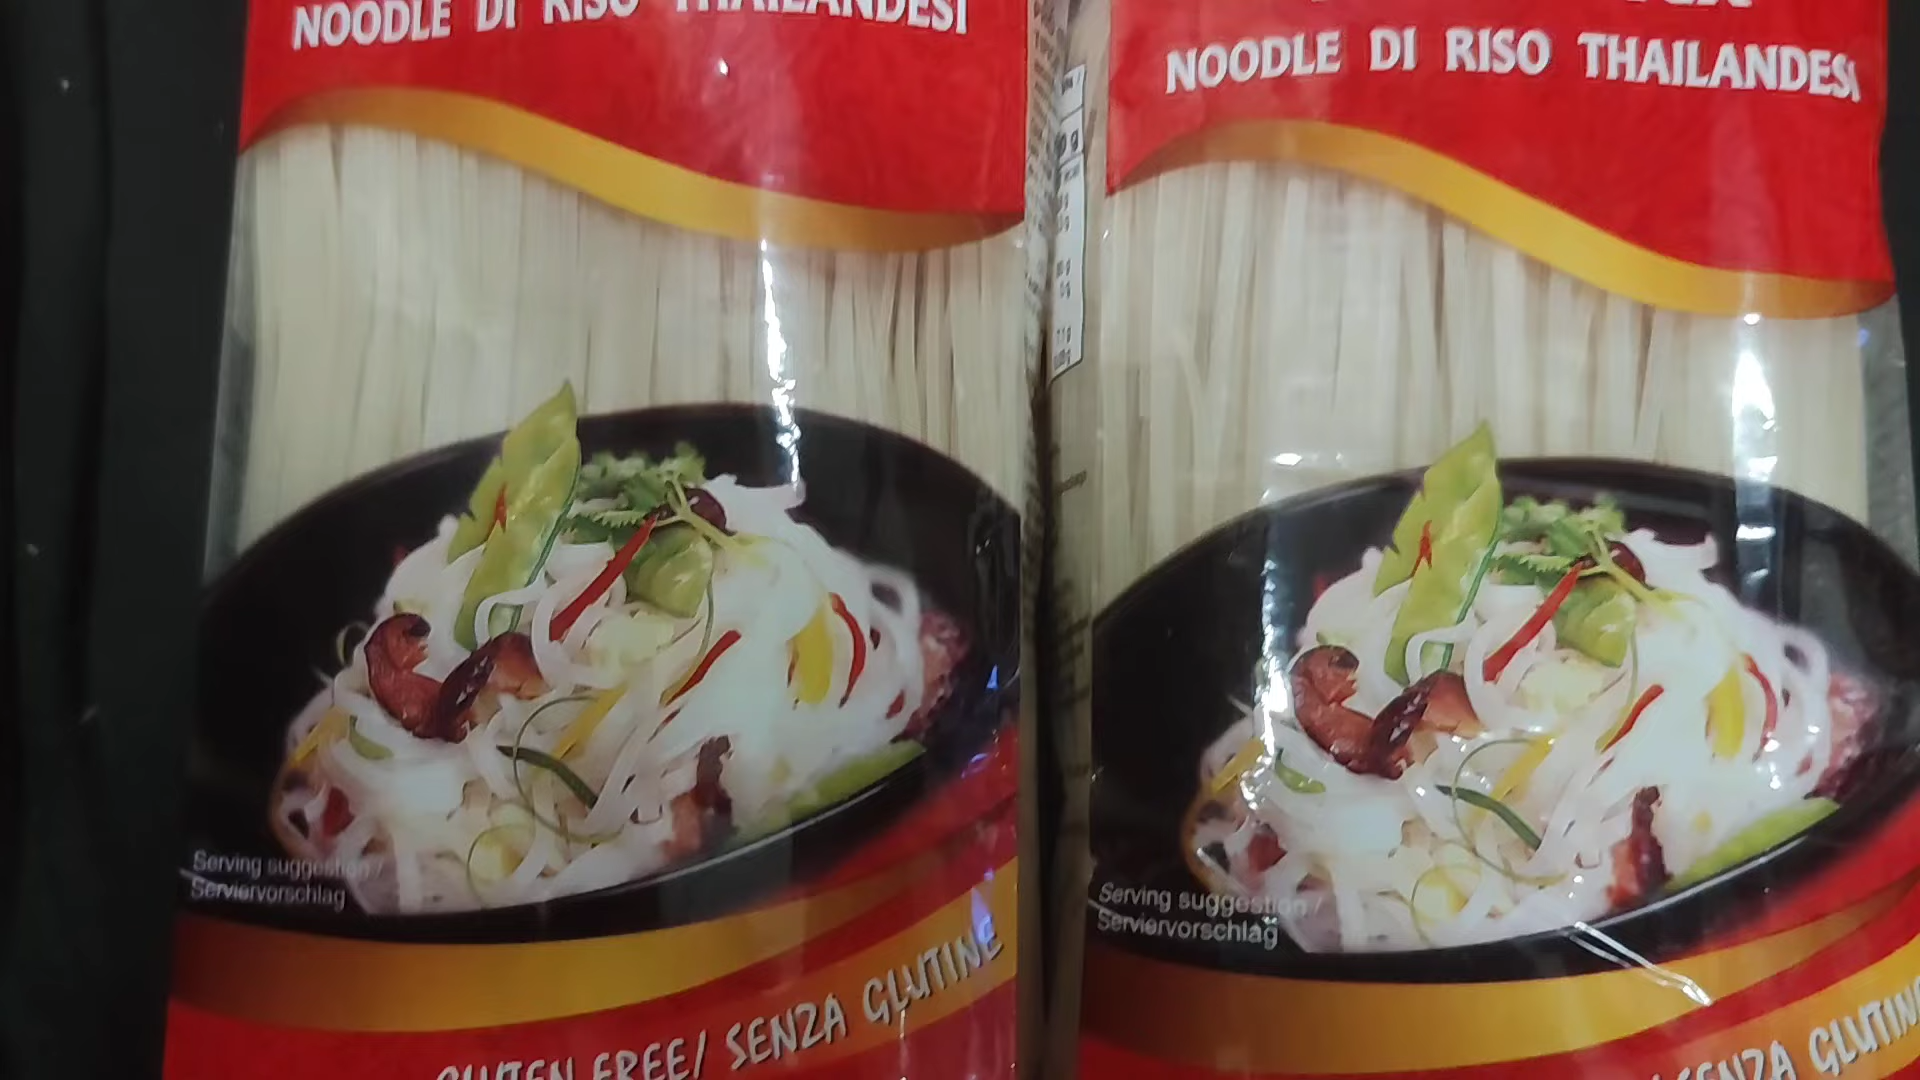 NOODLE DI RISO THAILANDESI
Serving suggestion /
Serviervorschlag
GLUTEN FREE/ SENZA GLUTINE
NOODLE DI RISO THAILANDESI
Serving suggestion /
Serviervorschlag
SENZA GLUTINE